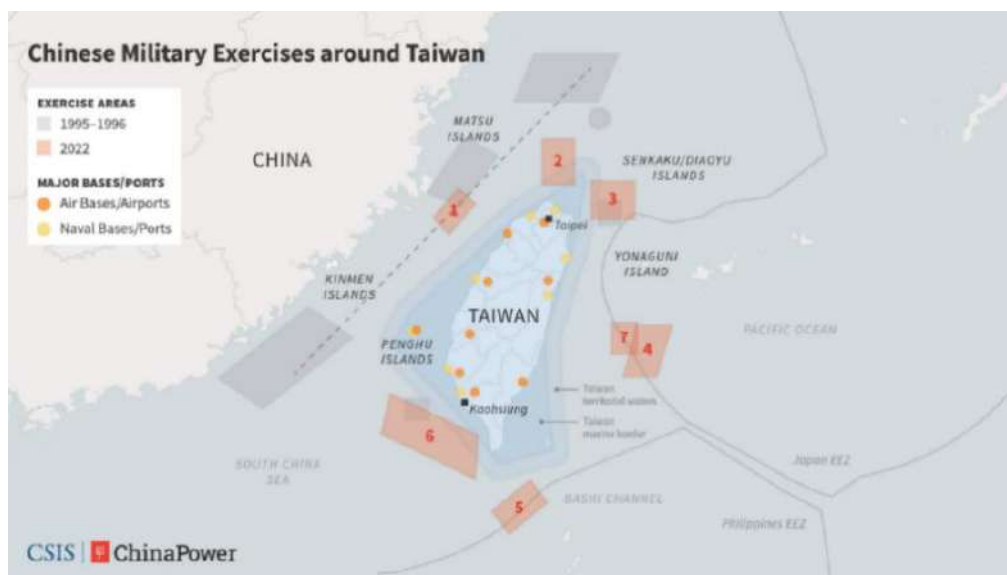 Chinese Military Exercises around Taiwan
EXERCISE AREAS
1995–1996
2022
MAJOR BASES/PORTS
Air Bases/Airports
Naval Bases/Ports
CHINA
MATSU
ISLANDS
2
SENKAKU/DIAOYU
ISLANDS
3
1
Taipei
YONAGUNI
ISLAND
KINMEN
ISLANDS
TAIWAN
PACIFIC OCEAN
PENGHU
ISLANDS
7
4
Taiwan
territorial waters
Kaohsiung
Taiwan
marine border
6
SOUTH CHINA
SEA
Japan EEZ
BASHI CHANNEL
5
Philippines EEZ
CSIS
ChinaPower